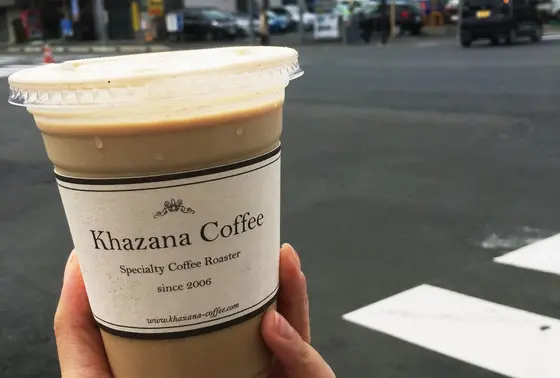 Khazana Coffee
Specialty Coffee Roaster
since 2006
www.khazana-coffee.com